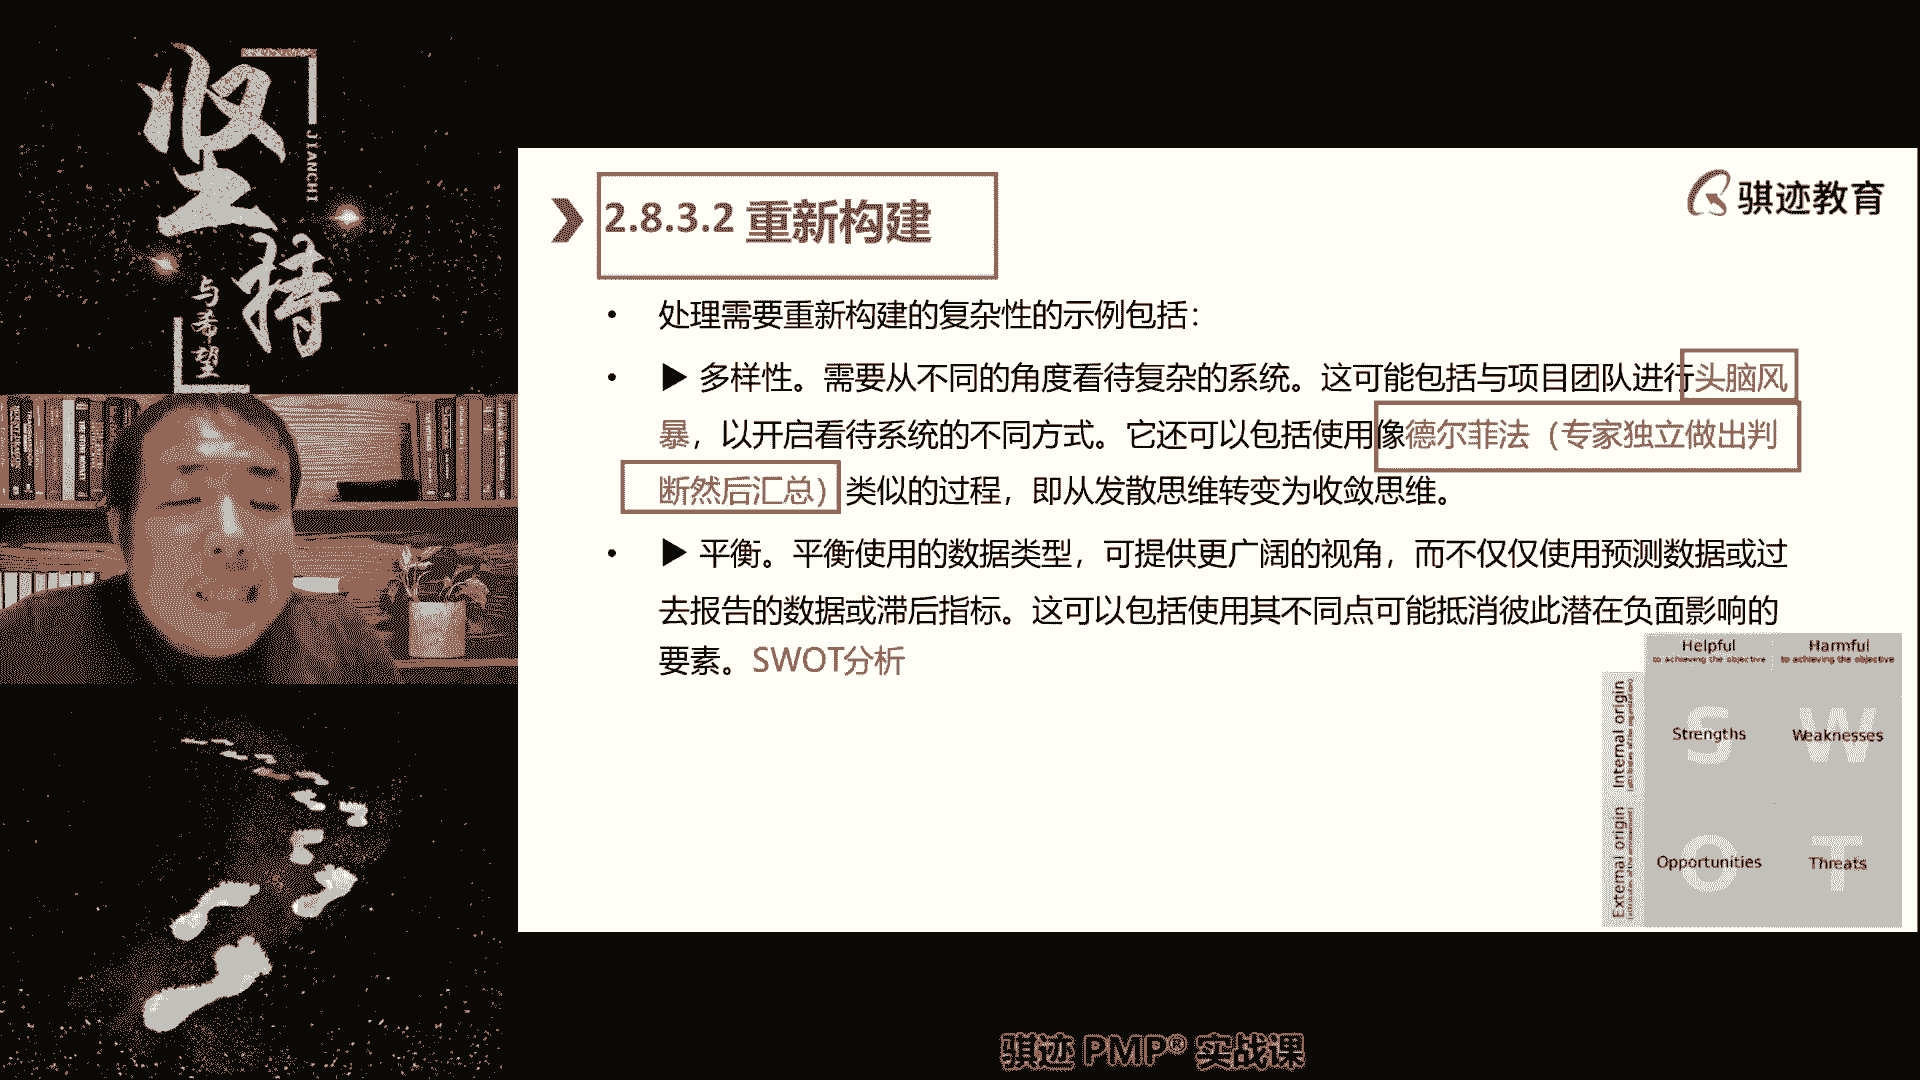 坚持
JIANCHI
与希望
2.8.3.2 重新构建
骐迹教育
• 处理需要重新构建的复杂性的示例包括：
• ▶ 多样性。需要从不同的角度看待复杂的系统。这可能包括与项目团队进行头脑风
暴，以开启看待系统的不同方式。它还可以包括使用像德尔菲法（专家独立做出判
断然后汇总）类似的过程，即从发散思维转变为收敛思维。
• ▶ 平衡。平衡使用的数据类型，可提供更广阔的视角，而不仅仅使用预测数据或过
去报告的数据或滞后指标。这可以包括使用其不同点可能抵消彼此潜在负面影响的
要素。SWOT分析
Helpful
to achieving the objective
Harmful
to achieving the objective
Internal origin
S
Strengths
W
Weaknesses
External origin
O
Opportunities
T
Threats
骐迹 PMP® 实战课